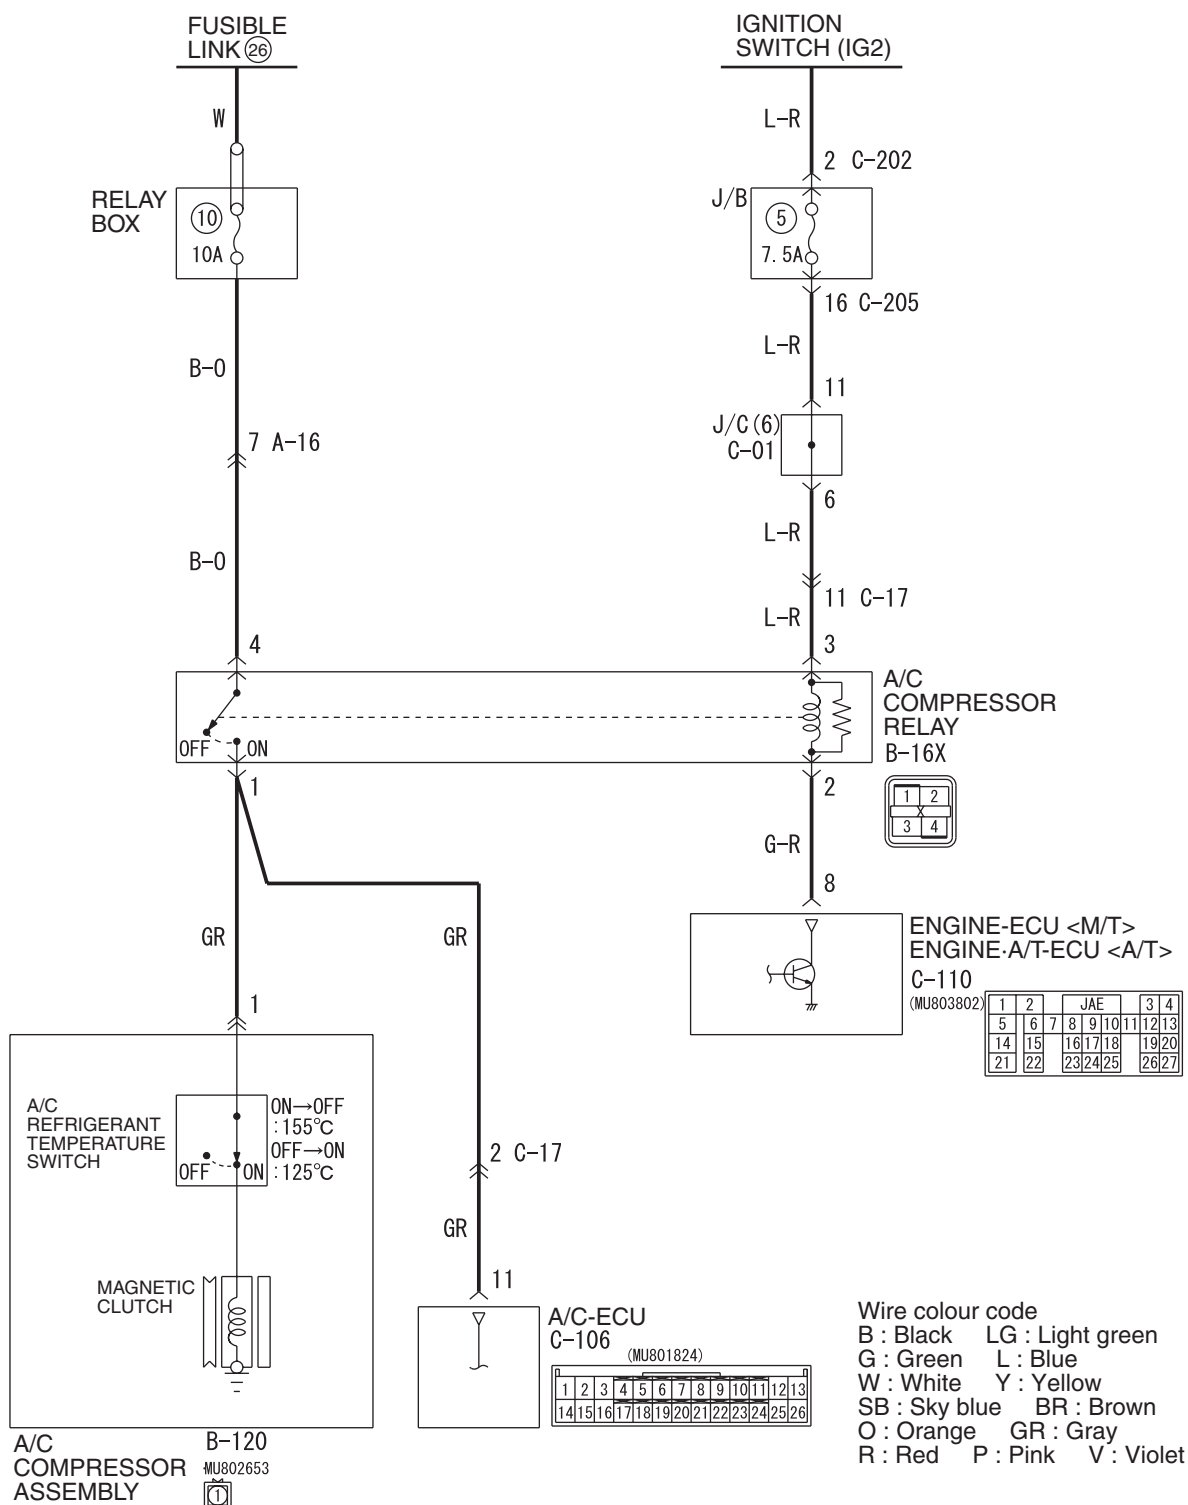 FUSIBLE
LINK 26
IGNITION
SWITCH (IG2)
W
L-R
2 C-202
RELAY
BOX
10
10A
J/B
5
7.5A
16 C-205
B-O
L-R
11
7 A-16
J/C(6)
C-01
6
B-O
L-R
11 C-17
L-R
4
3
OFF ON
A/C
COMPRESSOR
RELAY
B-16X
1 2
X
3 4
1
2
G-R
8
GR
GR
ENGINE-ECU <M/T>
ENGINE·A/T-ECU <A/T>
C-110
(MU803802)
1 2 JAE 3 4
5 6 7 8 9 10 11 12 13
14 15 16 17 18 19 20
21 22 23 24 25 26 27
1
A/C
REFRIGERANT
TEMPERATURE
SWITCH
ON→OFF
:155℃
OFF→ON
:125℃
OFF ON
2 C-17
GR
11
MAGNETIC
CLUTCH
A/C-ECU
C-106
(MU801824)
1 2 3 4 5 6 7 8 9 10 11 12 13
14 15 16 17 18 19 20 21 22 23 24 25 26
A/C
COMPRESSOR
ASSEMBLY
B-120
MU802653
1
Wire colour code
B : Black LG : Light green
G : Green L : Blue
W : White Y : Yellow
SB : Sky blue BR : Brown
O : Orange GR : Gray
R : Red P : Pink V : Violet